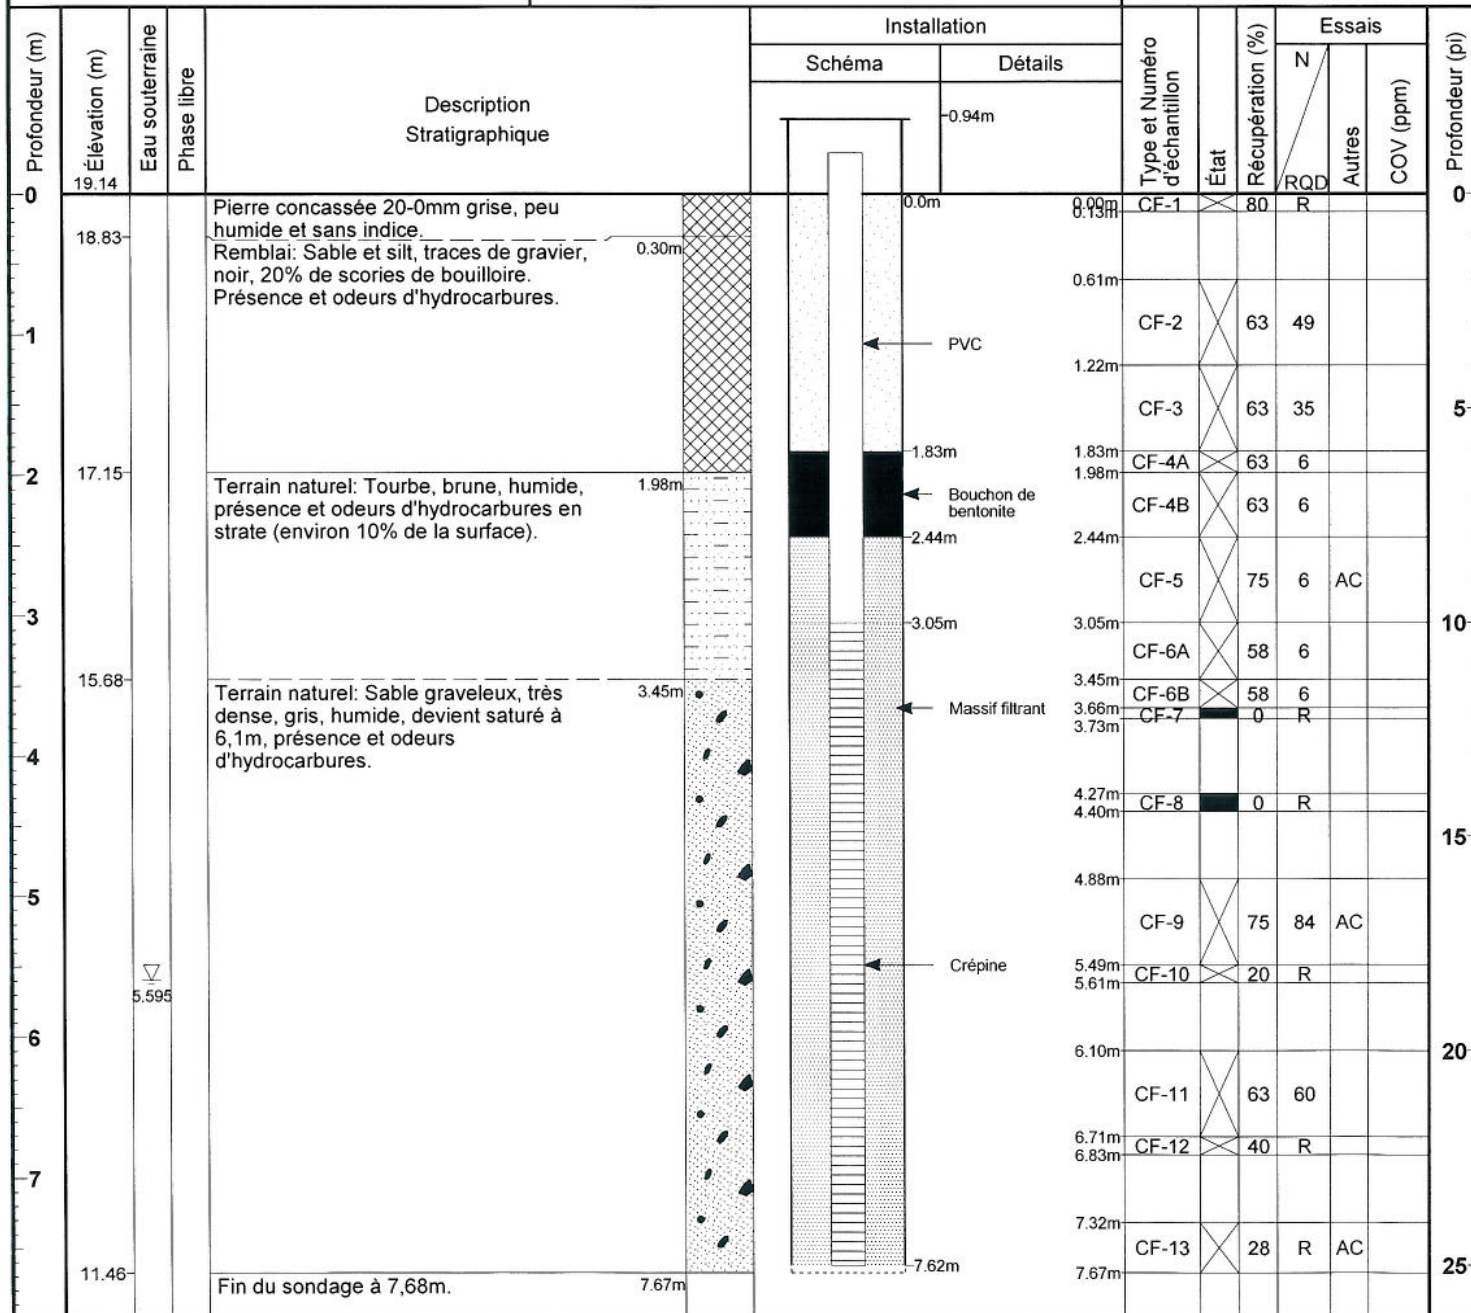 Installation
Essais
Profondeur (m)
Élévation (m)
Eau souterraine
Phase libre
Description
Stratigraphique
Schéma
Détails
Type et Numéro
d'échantillon
État
Récupération (%)
N
RQD
Autres
COV (ppm)
Profondeur (pi)
0.94m
19.14
0
0.0m
0.00m
0.13m
CF-1
80
R
0
Pierre concassée 20-0mm grise, peu
humide et sans indice.
18.83
0.30m
Remblai: Sable et silt, traces de gravier,
noir, 20% de scories de bouilloire.
Présence et odeurs d'hydrocarbures.
0.61m
1
PVC
CF-2
63
49
1.22m
CF-3
63
35
5
1.83m
1.83m
CF-4A
63
6
2
17.15
1.98m
1.98m
Terrain naturel: Tourbe, brune, humide,
présence et odeurs d'hydrocarbures en
strate (environ 10% de la surface).
Bouchon de
bentonite
CF-4B
63
6
2.44m
2.44m
CF-5
75
6
AC
3
3.05m
3.05m
10
CF-6A
58
6
15.68
3.45m
3.45m
Terrain naturel: Sable graveleux, très
dense, gris, humide, devient saturé à
6,1m, présence et odeurs
d'hydrocarbures.
Massif filtrant
CF-6B
58
6
3.66m
CF-7
0
R
3.73m
4
4.27m
CF-8
0
R
4.40m
15
4.88m
5
CF-9
75
84
AC
Crépine
5.49m
CF-10
20
R
5.61m
5.595
6
6.10m
20
CF-11
63
60
6.71m
CF-12
40
R
6.83m
7
7.32m
CF-13
28
R
AC
7.62m
25
11.46
Fin du sondage à 7,68m.
7.67m
7.67m